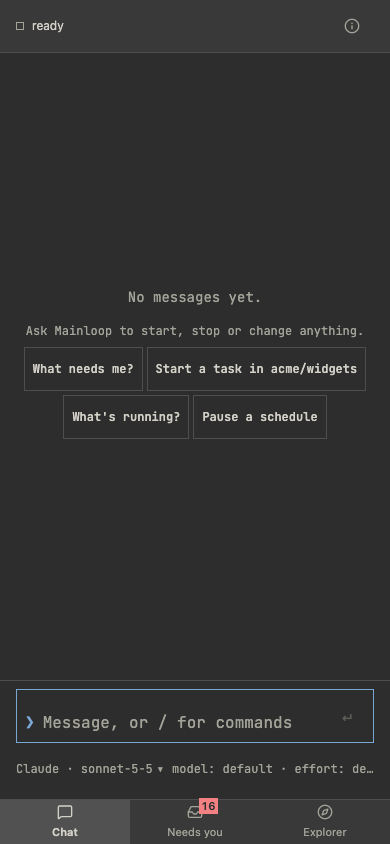 ready
No messages yet.
Ask Mainloop to start, stop or change anything.
What needs me? Start a task in acme/widgets
What's running? Pause a schedule
❯ Message, or / for commands ↵
Claude · sonnet-5-5 ▾ model: default · effort: de…
16
Chat Needs you Explorer